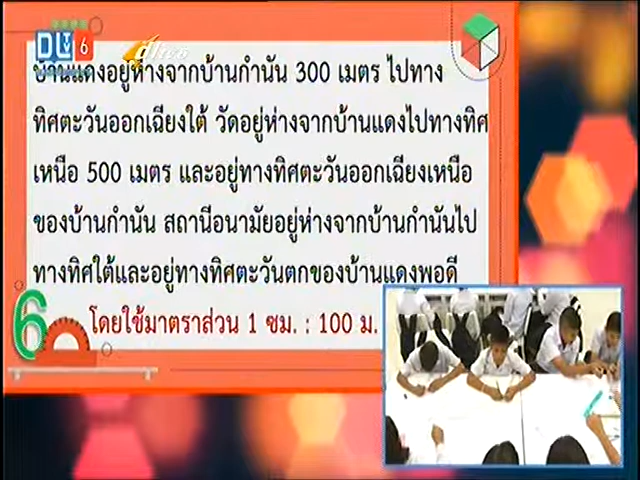 DLTV 6
บ้านแดงอยู่ห่างจากบ้านกำนัน 300 เมตร ไปทาง
ทิศตะวันออกเฉียงใต้ วัดอยู่ห่างจากบ้านแดงไปทางทิศ
เหนือ 500 เมตร และอยู่ทางทิศตะวันออกเฉียงเหนือ
ของบ้านกำนัน สถานีอนามัยอยู่ห่างจากบ้านกำนันไป
ทางทิศใต้และอยู่ทางทิศตะวันตกของบ้านแดงพอดี
6
โดยใช้มาตราส่วน 1 ซม. : 100 ม.